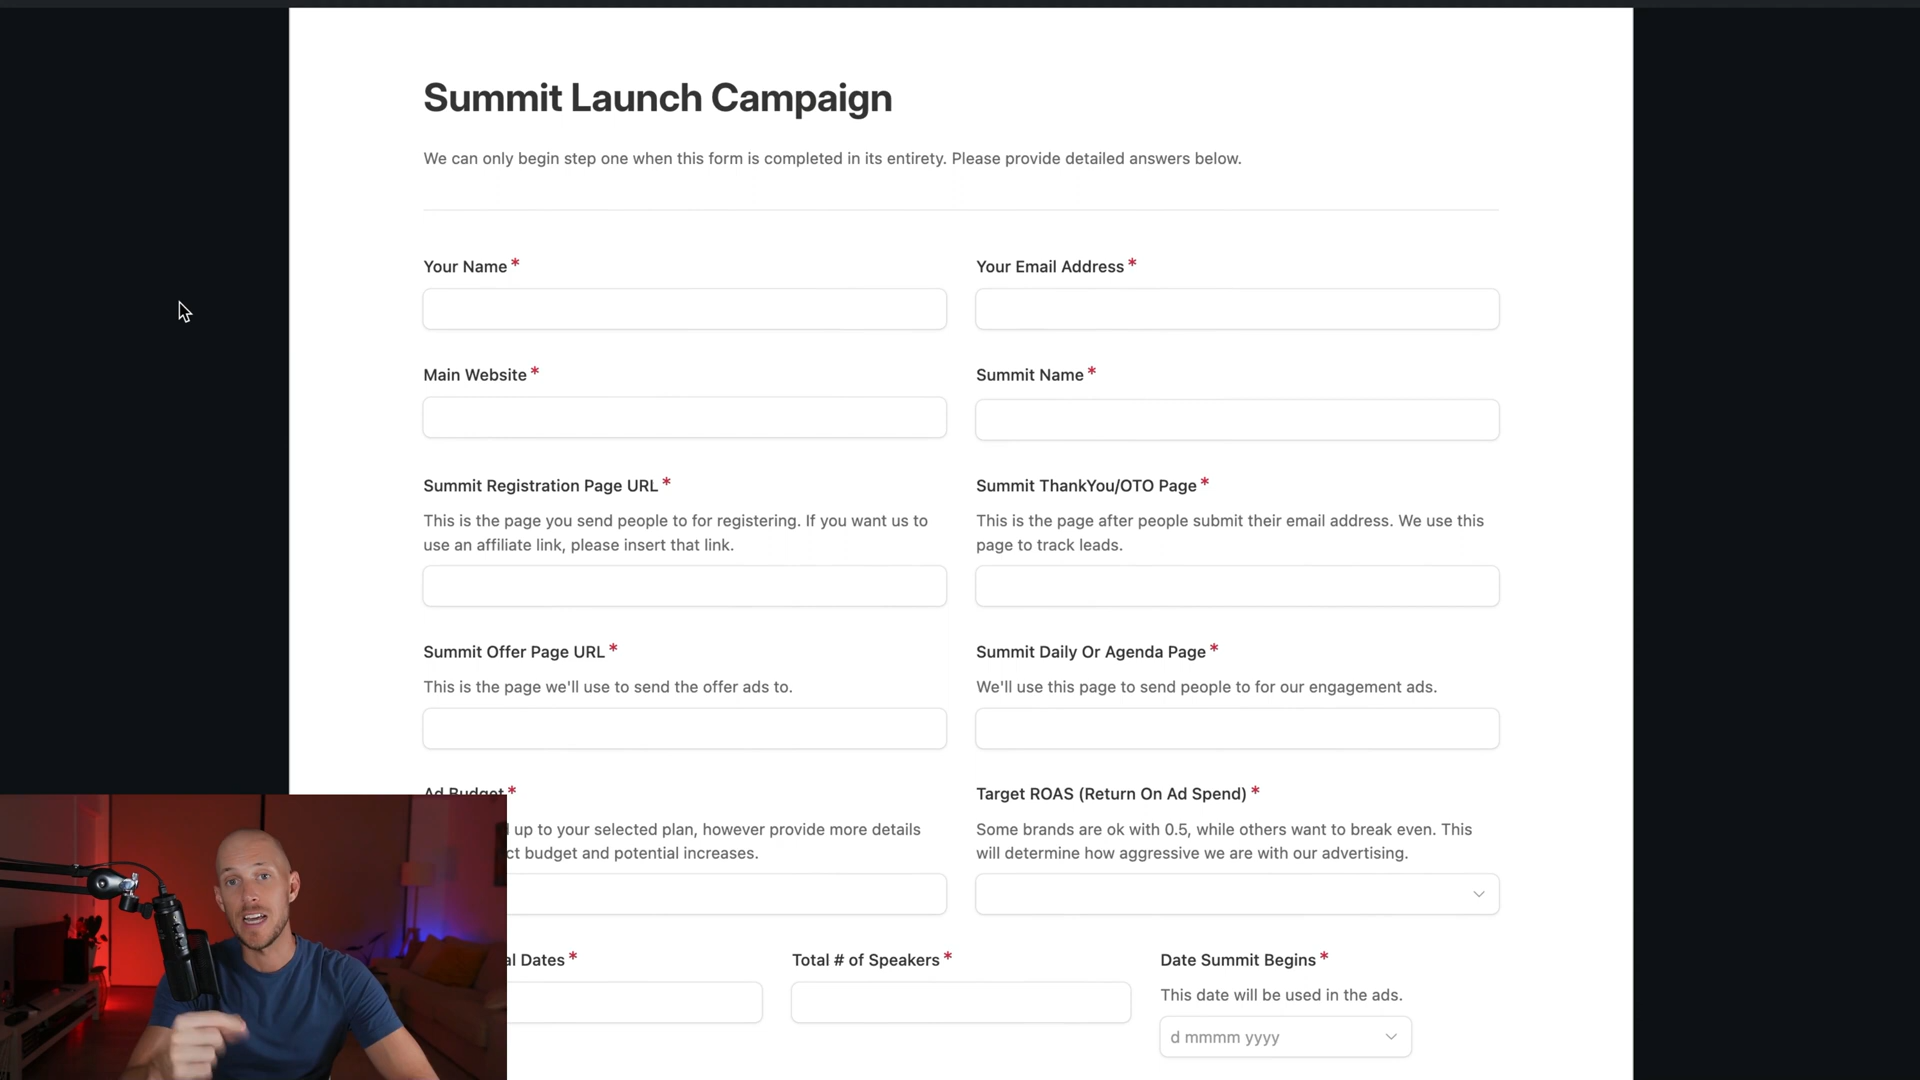 Summit Launch Campaign
We can only begin step one when this form is completed in its entirety. Please provide detailed answers below.
Your Name *
Your Email Address *
Main Website *
Summit Name *
Summit Registration Page URL *
This is the page you send people to for registering. If you want us to
use an affiliate link, please insert that link.
Summit ThankYou/OTO Page *
This is the page after people submit their email address. We use this
page to track leads.
Summit Offer Page URL *
This is the page we'll use to send the offer ads to.
Summit Daily Or Agenda Page *
We'll use this page to send people to for our engagement ads.
Ad Budget *
up to your selected plan, however provide more details
budget and potential increases.
Target ROAS (Return On Ad Spend) *
Some brands are ok with 0.5, while others want to break even. This
will determine how aggressive we are with our advertising.
Dates *
Total # of Speakers *
Date Summit Begins *
This date will be used in the ads.
d mmmm yyyy